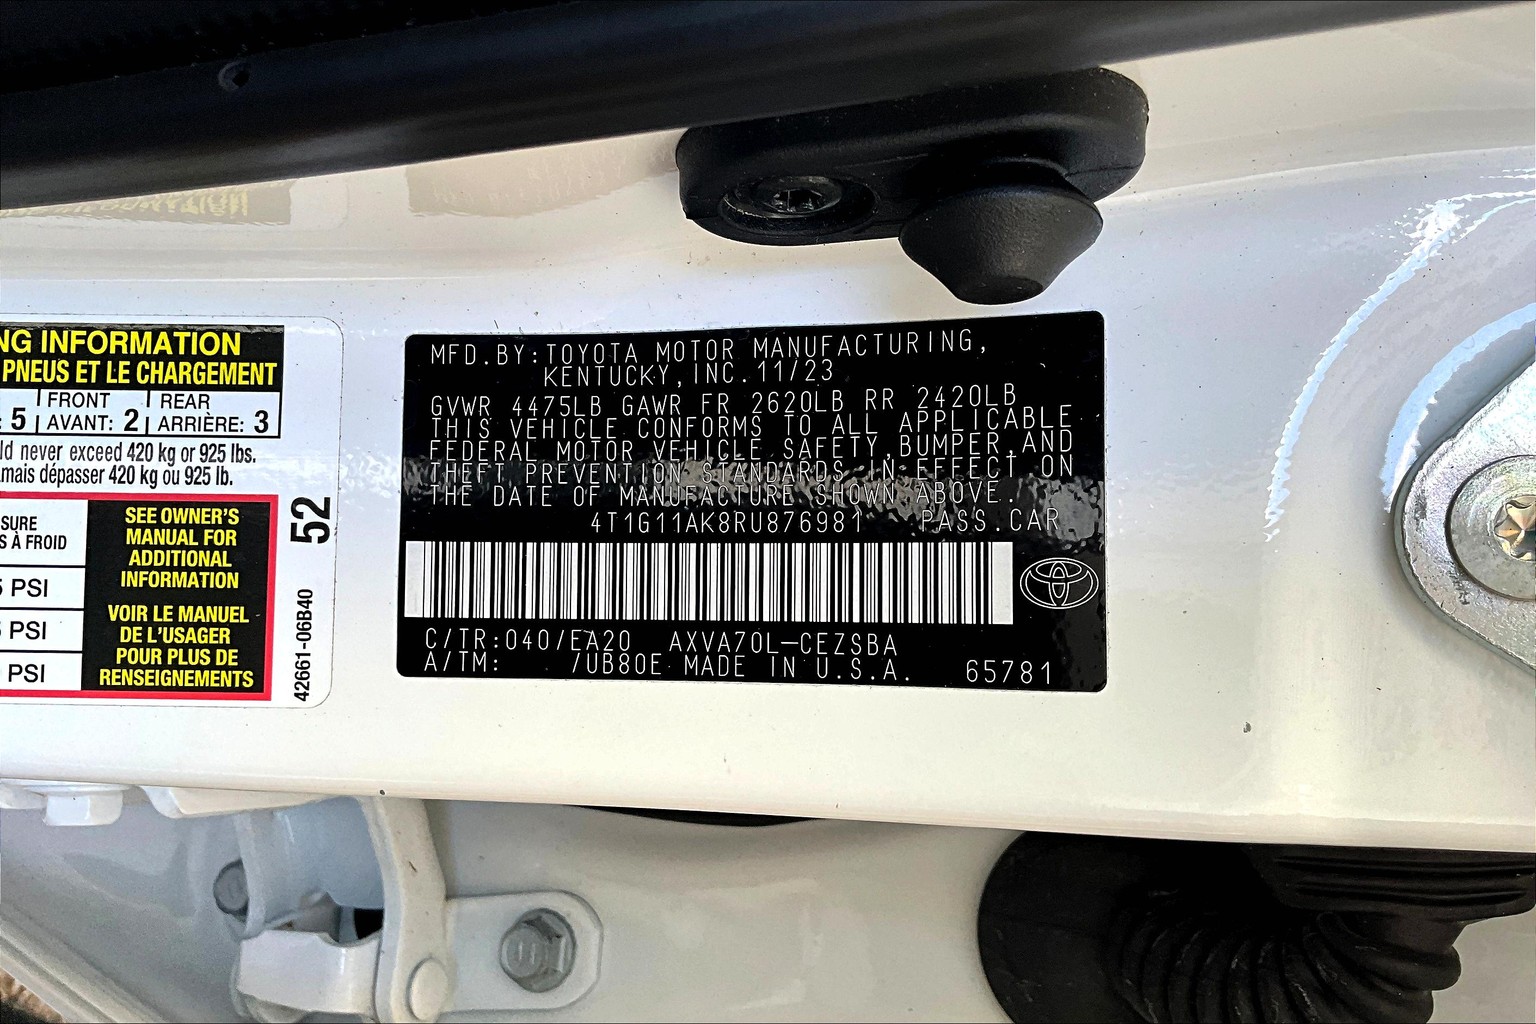 NG INFORMATION
PNEUS ET LE CHARGEMENT
: 5 FRONT AVANT: 2 REAR ARRIÈRE: 3
ld never exceed 420 kg or 925 lbs.
mais dépasser 420 kg ou 925 lb.
SURE
S À FROID
5 PSI
5 PSI
PSI
SEE OWNER'S
MANUAL FOR
ADDITIONAL
INFORMATION
VOIR LE MANUEL
DE L'USAGER
POUR PLUS DE
RENSEIGNEMENTS
52
42661-06B40
MFD.BY:TOYOTA MOTOR MANUFACTURING,
KENTUCKY,INC.11/23
GVWR 4475LB GAWR FR 2620LB RR 2420LB
THIS VEHICLE CONFORMS TO ALL APPLICABLE
FEDERAL MOTOR VEHICLE SAFETY,BUMPER,AND
THEFT PREVENTION STANDARDS IN EFFECT ON
THE DATE OF MANUFACTURE SHOWN ABOVE.
4T1G11AK8RU876981 PASS.CAR
C/TR:040/EA20 AXVA70L-CEZSBA
A/TM: /UB80E MADE IN U.S.A. 65781